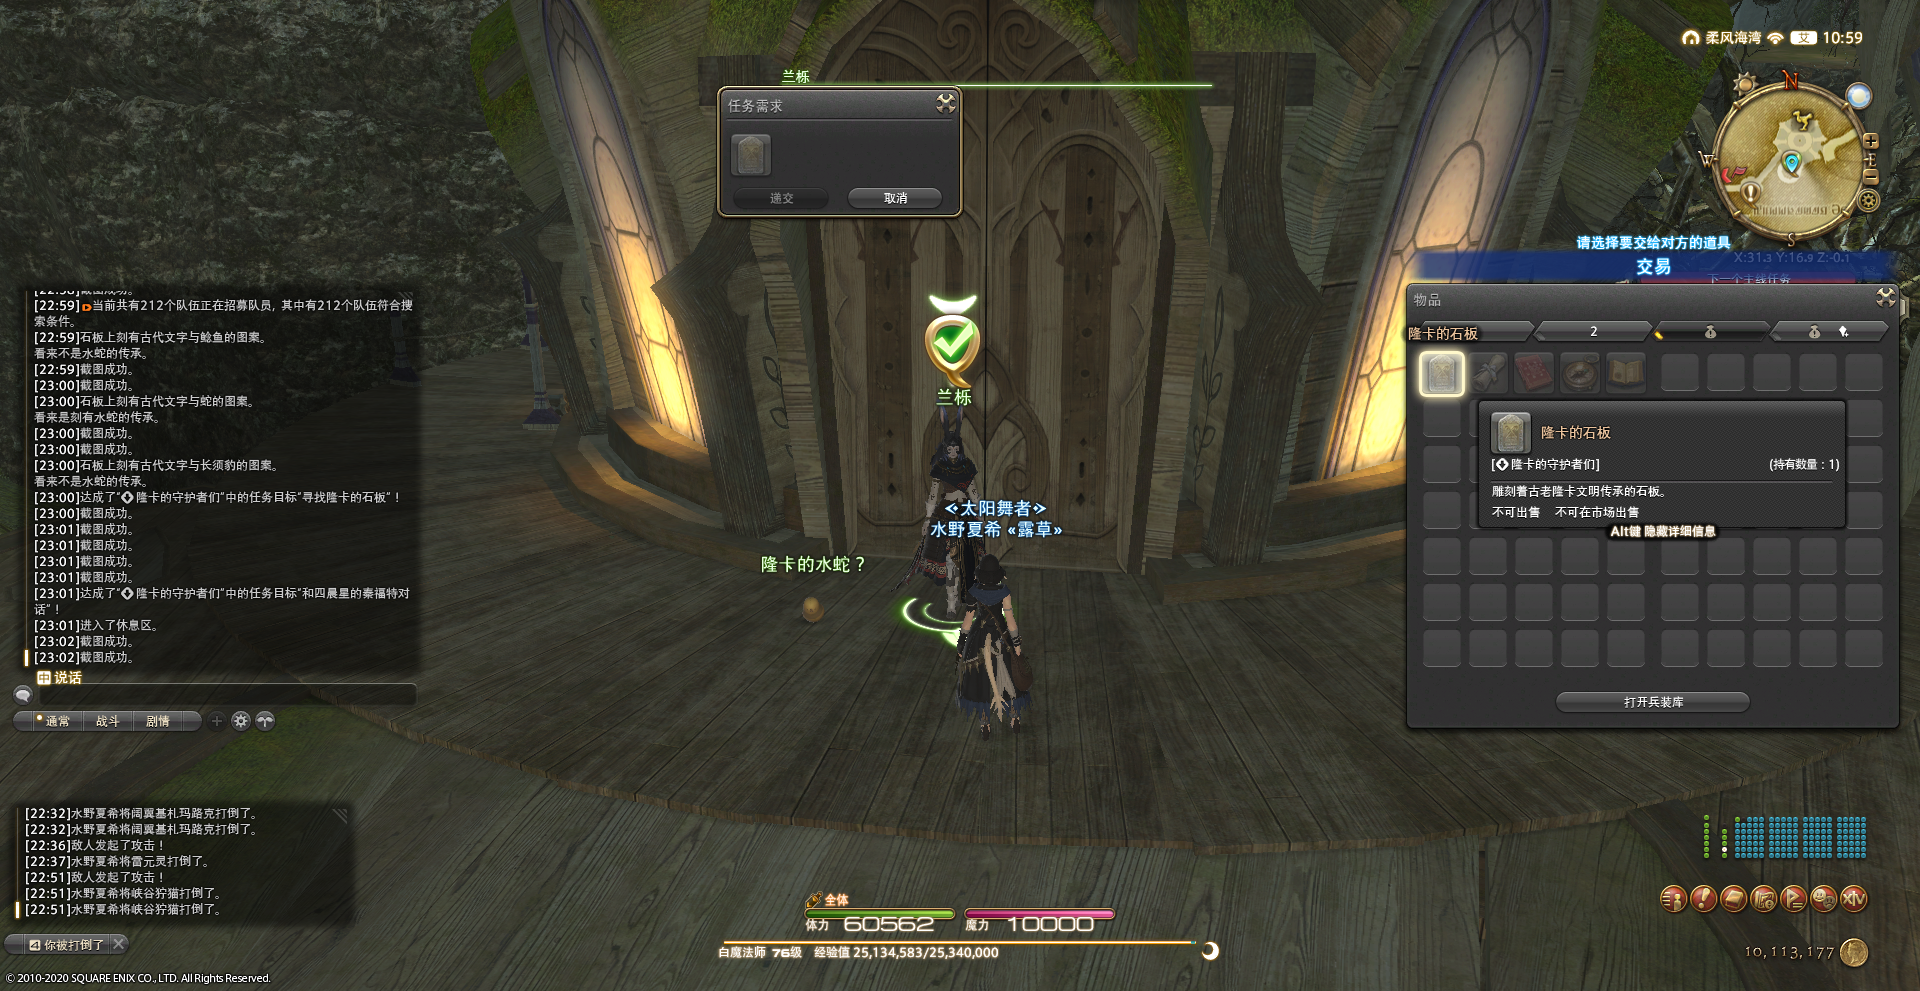 兰栎
任务需求
递交
取消
柔风海湾
艾
10:59
N
W
E
S
请选择要交给对方的道具
交易
X:31.3 Y:16.9 Z:-0.1
下一个主线任务
物品
隆卡的石板
2
隆卡的石板
[隆卡的守护者们]
(持有数量：1)
雕刻着古老隆卡文明传承的石板。
不可出售 不可在市场出售
Alt键 隐藏详细信息
打开兵装库
兰栎
太阳舞者
水野夏希 «露草»
隆卡的水蛇？
[22:58]截图成功。
[22:59]当前共有212个队伍正在招募队员，其中有212个队伍符合搜
索条件。
[22:59]石板上刻有古代文字与鲶鱼的图案。
看来不是水蛇的传承。
[22:59]截图成功。
[23:00]截图成功。
[23:00]石板上刻有古代文字与蛇的图案。
看来是刻有水蛇的传承。
[23:00]截图成功。
[23:00]截图成功。
[23:00]石板上刻有古代文字与长须豹的图案。
看来不是水蛇的传承。
[23:00]达成了“隆卡的守护者们”中的任务目标“寻找隆卡的石板”！
[23:00]截图成功。
[23:01]截图成功。
[23:01]截图成功。
[23:01]截图成功。
[23:01]截图成功。
[23:01]达成了“隆卡的守护者们”中的任务目标“和四晨星的秦福特对
话”！
[23:01]进入了休息区。
[23:02]截图成功。
[23:02]截图成功。
中 说话
通常 战斗 剧情
[22:32]水野夏希将阔翼基札玛路克打倒了。
[22:32]水野夏希将阔翼基札玛路克打倒了。
[22:36]敌人发起了攻击！
[22:37]水野夏希将雷元灵打倒了。
[22:51]敌人发起了攻击！
[22:51]水野夏希将峡谷狞猫打倒了。
[22:51]水野夏希将峡谷狞猫打倒了。
4 你被打倒了
全体
体力 60562
魔力 10000
白魔法师 76级 经验值 25,134,583/25,340,000
XIV
10,113,177
© 2010-2020 SQUARE ENIX CO., LTD. All Rights Reserved.